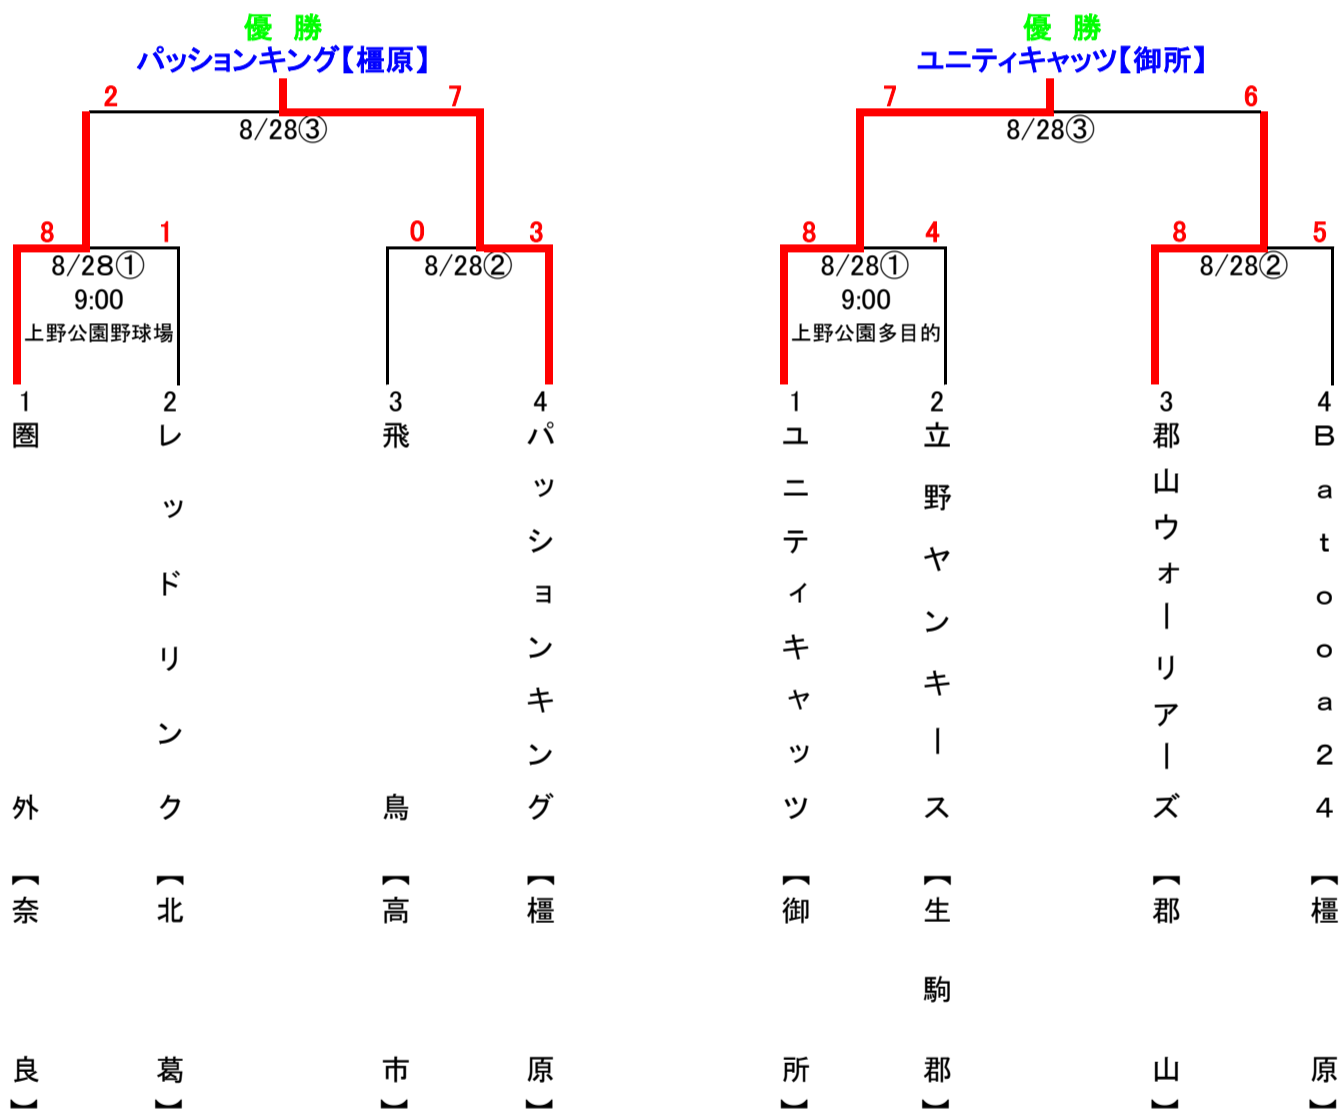 優 勝
パッションキング【橿原】
2
7
8/28③
8
1
8/28①
9:00
上野公園野球場
0
3
8/28②
1
圏外【奈良】
2
レッドリンク【北葛】
3
飛鳥【高市】
4
パッションキング【橿原】
優 勝
ユニティキャッツ【御所】
7
6
8/28③
8
4
8/28①
9:00
上野公園多目的
8
5
8/28②
1
ユニティキャッツ【御所】
2
立野ヤンキース【生駒郡】
3
郡山ウォーリアーズ【郡山】
4
Batooa24【橿原】